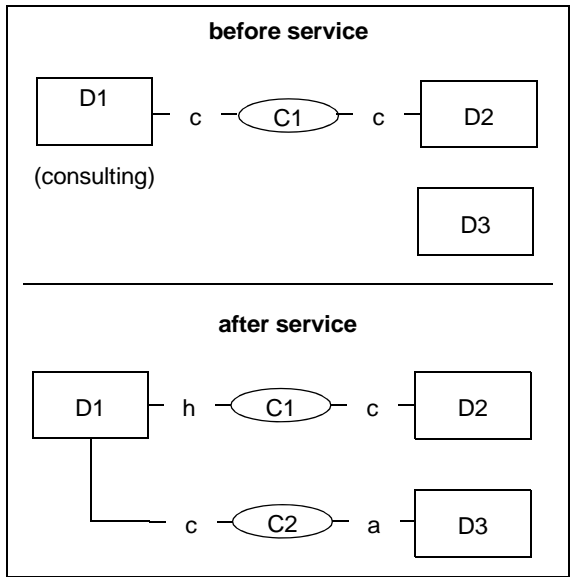 before service
D1 c C1 c D2
(consulting)
D3
after service
D1 h C1 c D2
c C2 a D3